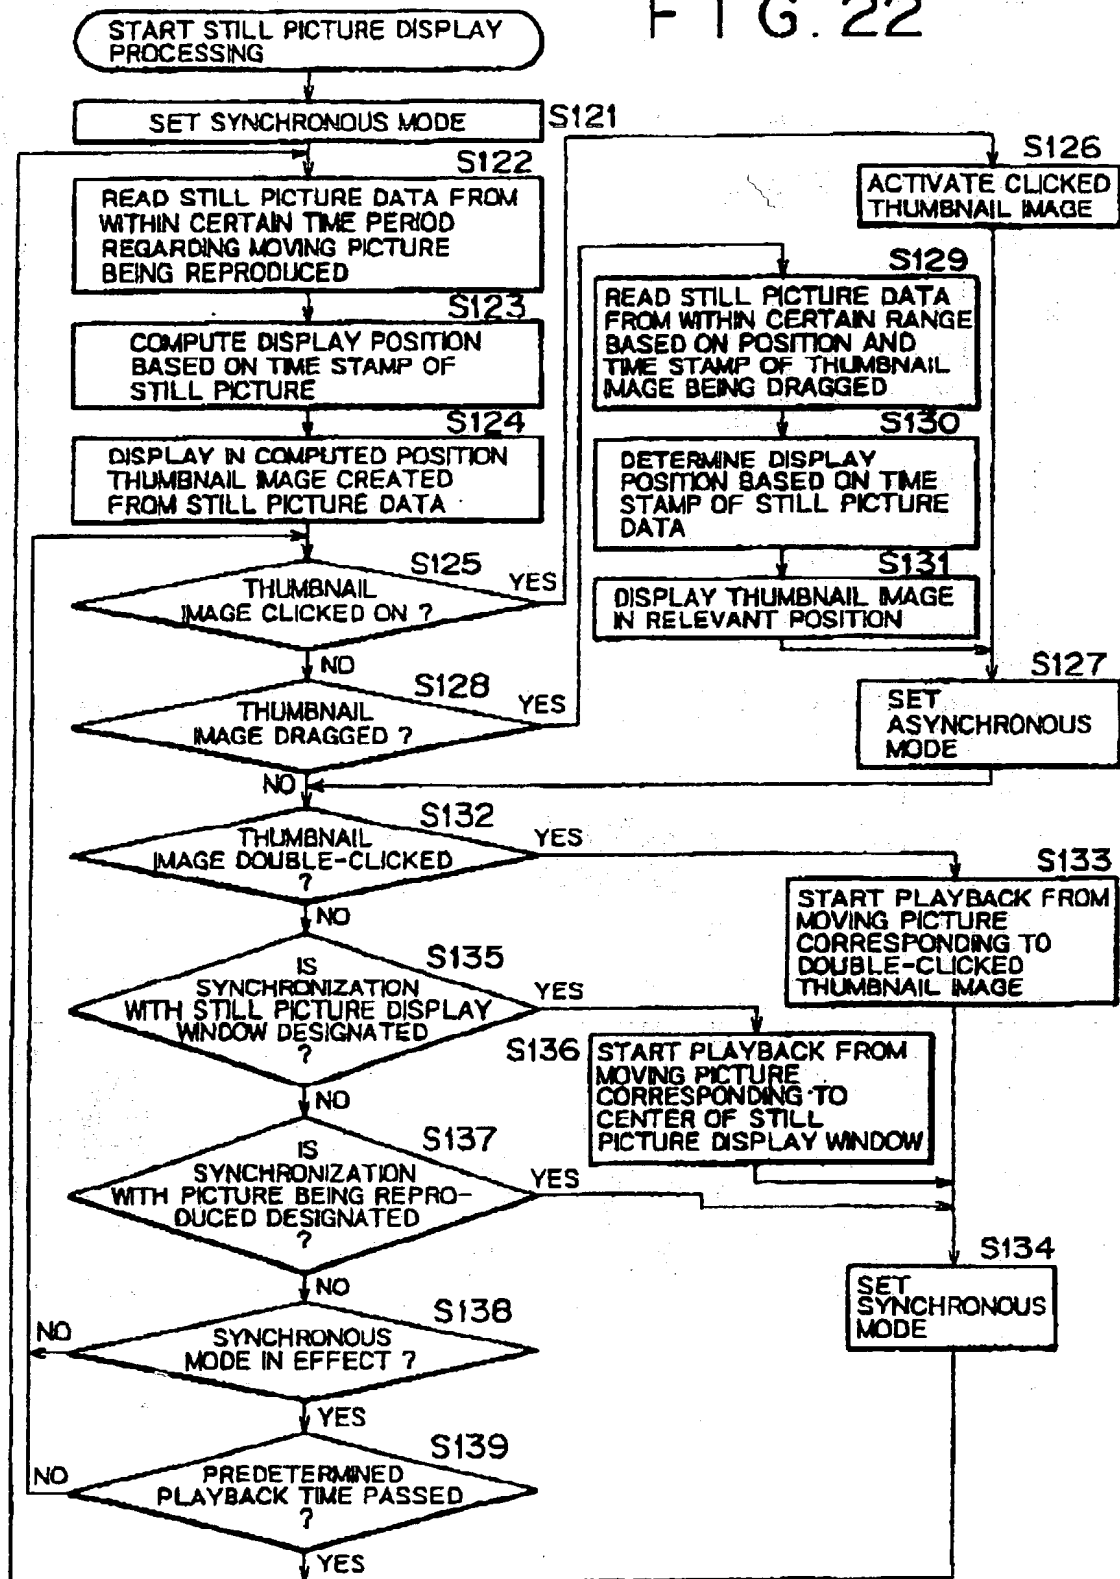 FIG.22
START STILL PICTURE DISPLAY
PROCESSING
SET SYNCHRONOUS MODE
S121
S122
READ STILL PICTURE DATA FROM
WITHIN CERTAIN TIME PERIOD
REGARDING MOVING PICTURE
BEING REPRODUCED
S123
COMPUTE DISPLAY POSITION
BASED ON TIME STAMP OF
STILL PICTURE
S124
DISPLAY IN COMPUTED POSITION
THUMBNAIL IMAGE CREATED
FROM STILL PICTURE DATA
S125
THUMBNAIL
IMAGE CLICKED ON ?
YES
NO
S126
ACTIVATE CLICKED
THUMBNAIL IMAGE
S128
THUMBNAIL
IMAGE DRAGGED ?
YES
NO
S129
READ STILL PICTURE DATA
FROM WITHIN CERTAIN RANGE
BASED ON POSITION AND
TIME STAMP OF THUMBNAIL
IMAGE BEING DRAGGED
S130
DETERMINE DISPLAY
POSITION BASED ON TIME
STAMP OF STILL PICTURE
DATA
S131
DISPLAY THUMBNAIL IMAGE
IN RELEVANT POSITION
S127
SET
ASYNCHRONOUS
MODE
S132
THUMBNAIL
IMAGE DOUBLE-CLICKED
?
YES
NO
S133
START PLAYBACK FROM
MOVING PICTURE
CORRESPONDING TO
DOUBLE-CLICKED
THUMBNAIL IMAGE
S135
IS
SYNCHRONIZATION
WITH STILL PICTURE DISPLAY
WINDOW DESIGNATED
?
YES
NO
S136
START PLAYBACK FROM
MOVING PICTURE
CORRESPONDING TO
CENTER OF STILL
PICTURE DISPLAY WINDOW
S137
IS
SYNCHRONIZATION
WITH PICTURE BEING REPRO-
DUCED DESIGNATED
?
YES
NO
S134
SET
SYNCHRONOUS
MODE
S138
SYNCHRONOUS
MODE IN EFFECT ?
NO
YES
S139
PREDETERMINED
PLAYBACK TIME PASSED
?
NO
YES